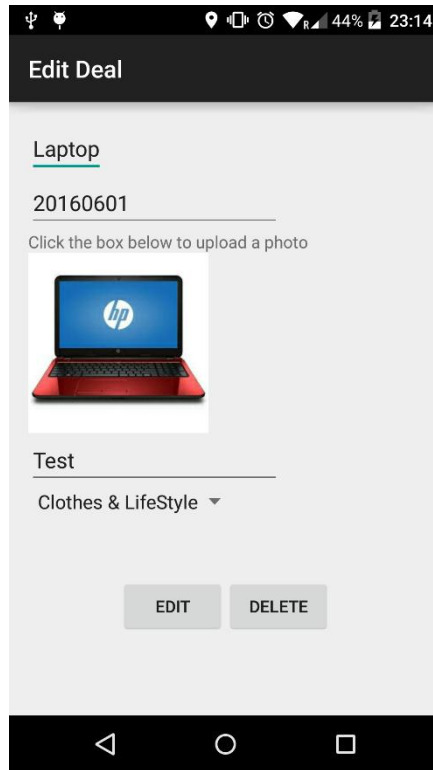 R 44% 23:14
Edit Deal
Laptop
20160601
Click the box below to upload a photo
hp
Test
Clothes & LifeStyle
EDIT DELETE